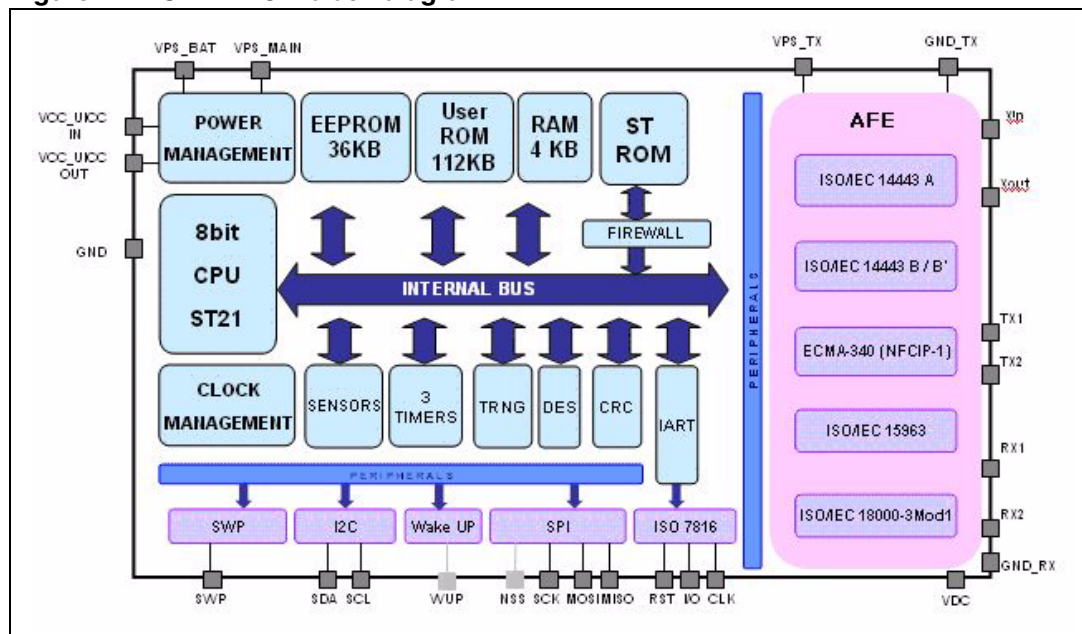 VPS_BAT VPS_MAIN VPS_TX GND_TX
VCC_UICC
IN
VCC_UICC
OUT
GND
POWER
MANAGEMENT
EEPROM
36KB
User
ROM
112KB
RAM
4 KB
ST
ROM
FIREWALL
8bit
CPU
ST21
INTERNAL BUS
CLOCK
MANAGEMENT
SENSORS
3
TIMERS
TRNG
DES
CRC
IART
PERIPHERALS
SWP
I2C
Wake UP
SPI
ISO 7816
SWP
SDA SCL
WUP
NSS SCK MOSI MISO
RST I/O CLK
PERIPHERALS
AFE
ISO/IEC 14443 A
ISO/IEC 14443 B / B'
ECMA-340 (NFCIP-1)
ISO/IEC 15963
ISO/IEC 18000-3Mod1
XIn
Xout
TX1
TX2
RX1
RX2
GND_RX
VDC